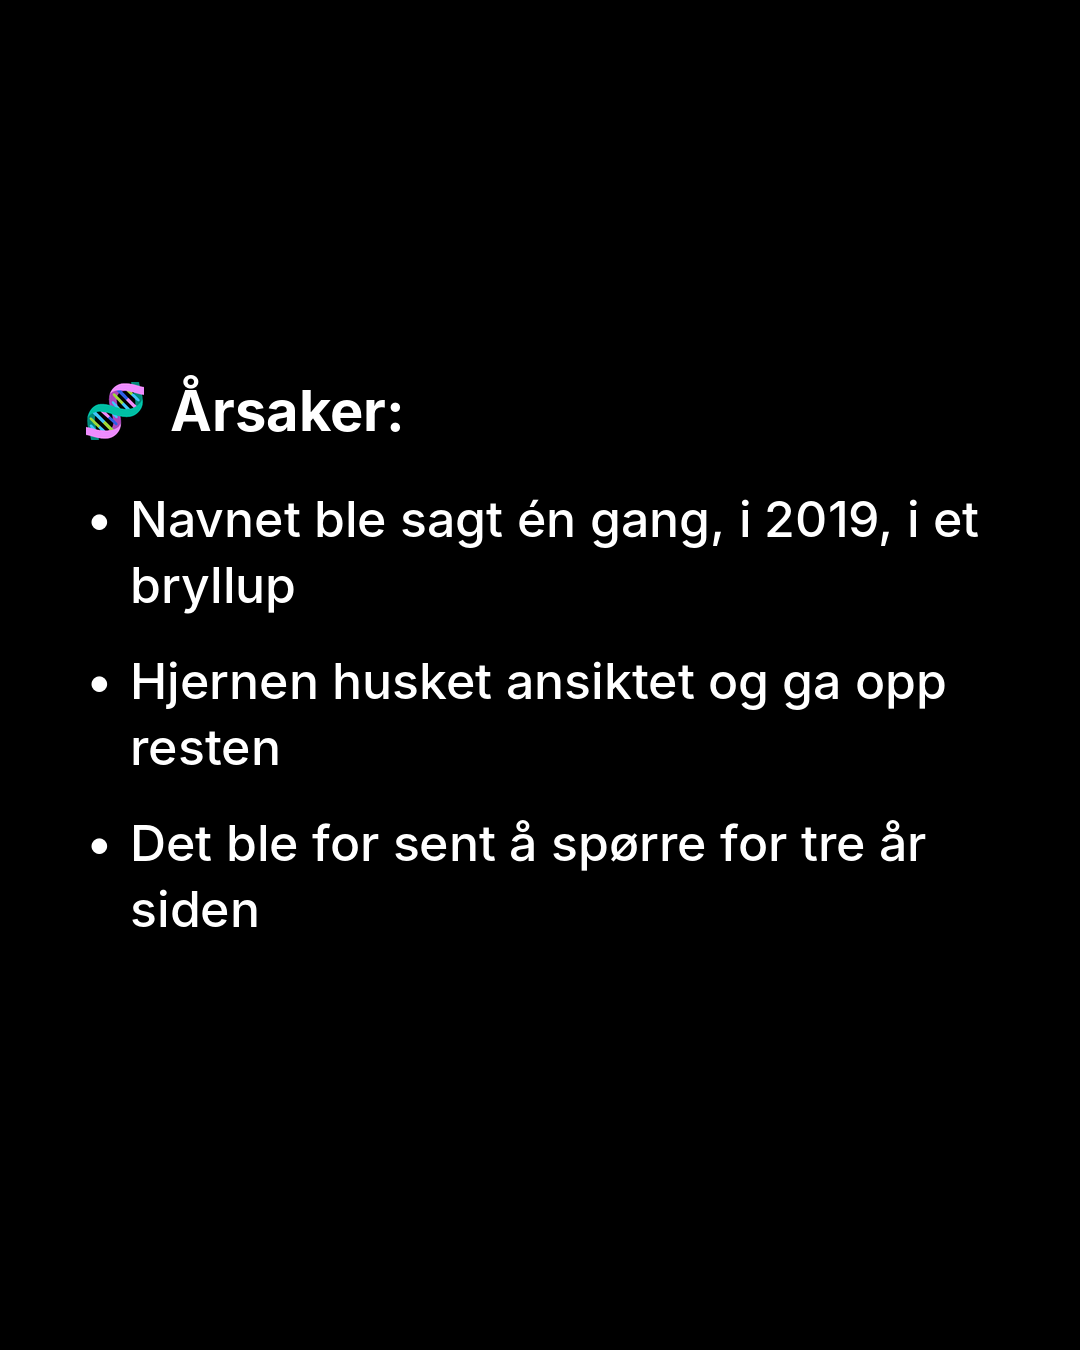 🧬 Årsaker:
• Navnet ble sagt én gang, i 2019, i et
bryllup
• Hjernen husket ansiktet og ga opp
resten
• Det ble for sent å spørre for tre år
siden